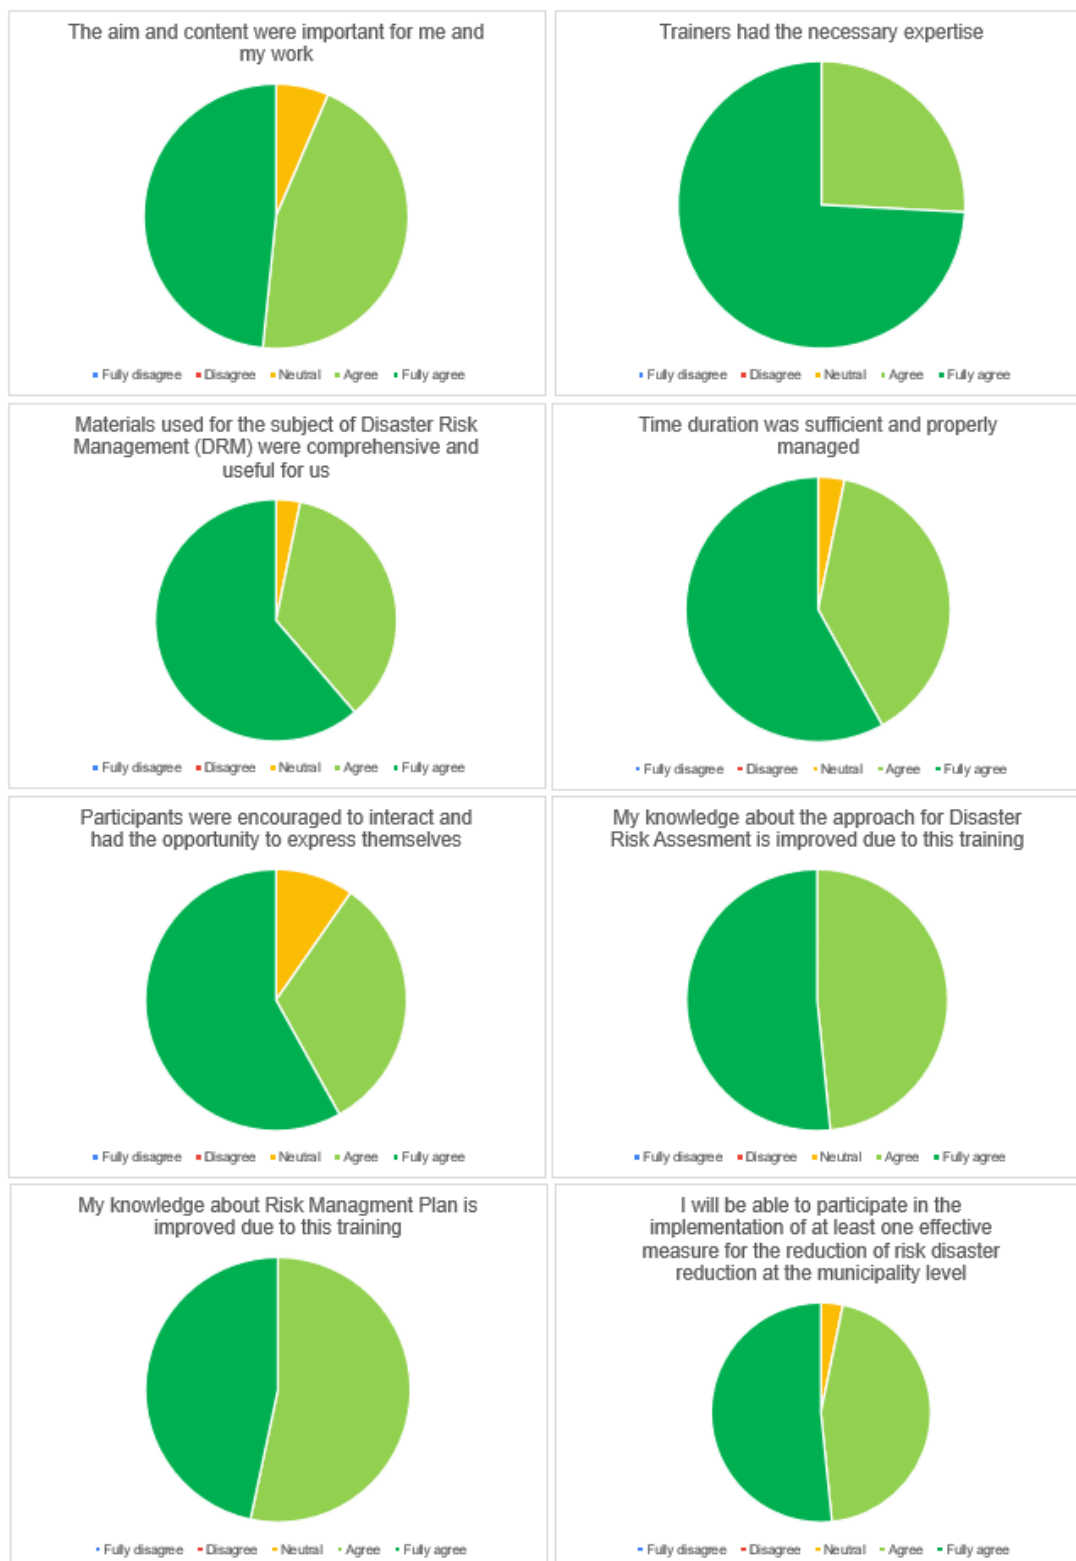 The aim and content were important for me and
my work
Fully disagree Disagree Neutral Agree Fully agree
Trainers had the necessary expertise
Fully disagree Disagree Neutral Agree Fully agree
Materials used for the subject of Disaster Risk
Management (DRM) were comprehensive and
useful for us
Fully disagree Disagree Neutral Agree Fully agree
Time duration was sufficient and properly
managed
Fully disagree Disagree Neutral Agree Fully agree
Participants were encouraged to interact and
had the opportunity to express themselves
Fully disagree Disagree Neutral Agree Fully agree
My knowledge about the approach for Disaster
Risk Assesment is improved due to this training
Fully disagree Disagree Neutral Agree Fully agree
My knowledge about Risk Managment Plan is
improved due to this training
Fully disagree Disagree Neutral Agree Fully agree
I will be able to participate in the
implementation of at least one effective
measure for the reduction of risk disaster
reduction at the municipality level
Fully disagree Disagree Neutral Agree Fully agree